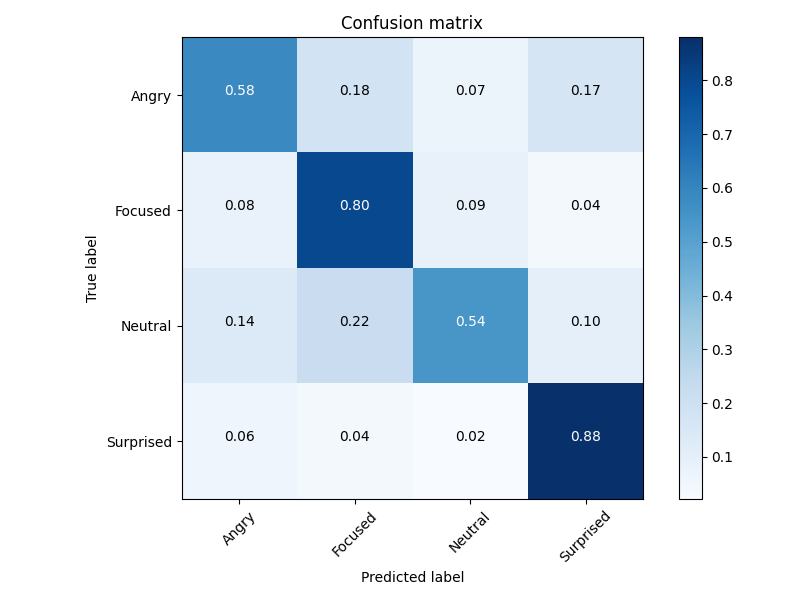 Confusion matrix
True label
Angry 0.58 0.18 0.07 0.17
Focused 0.08 0.80 0.09 0.04
Neutral 0.14 0.22 0.54 0.10
Surprised 0.06 0.04 0.02 0.88
Angry Focused Neutral Surprised
Predicted label
0.8
0.7
0.6
0.5
0.4
0.3
0.2
0.1